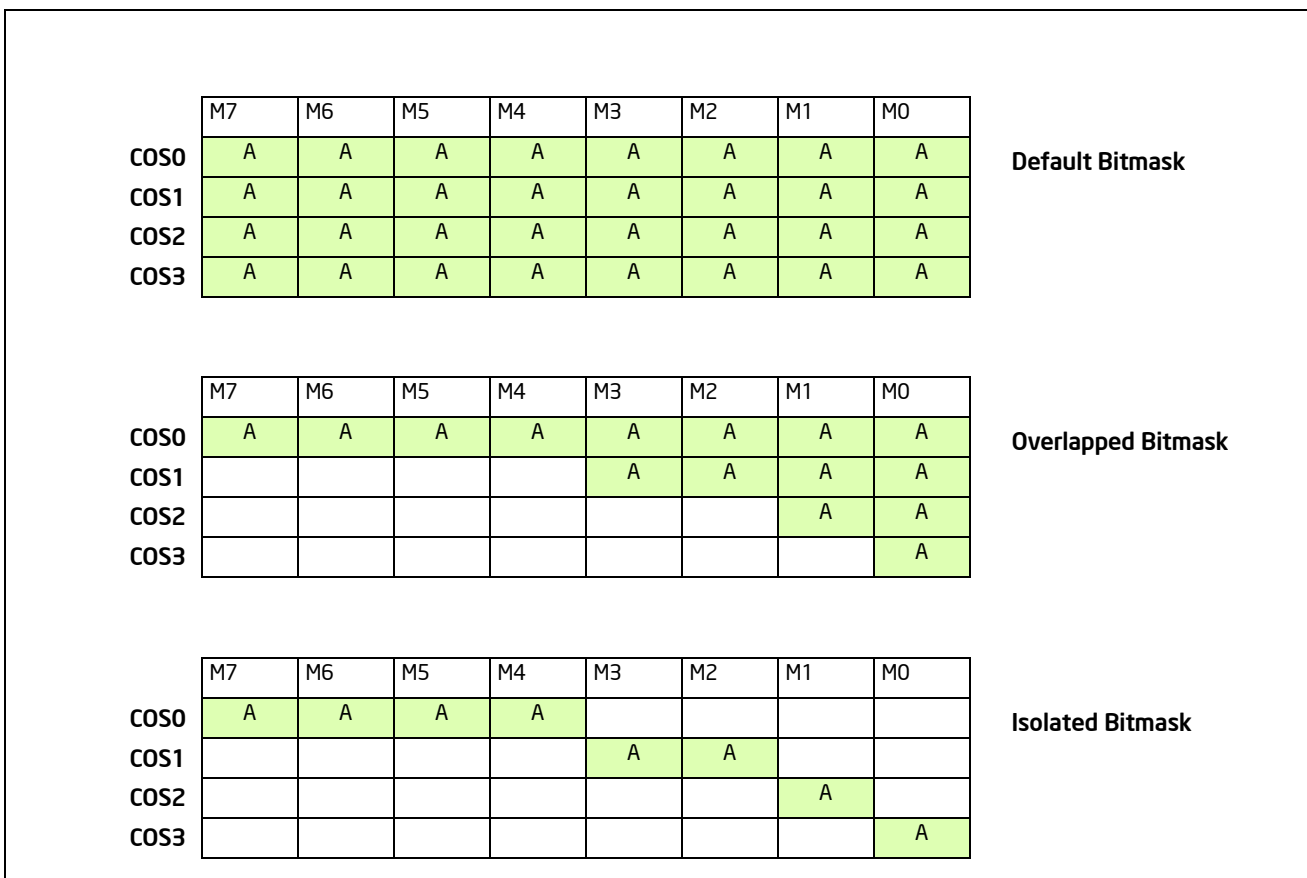 M7 M6 M5 M4 M3 M2 M1 M0
COS0 A A A A A A A A Default Bitmask
COS1 A A A A A A A A
COS2 A A A A A A A A
COS3 A A A A A A A A
M7 M6 M5 M4 M3 M2 M1 M0
COS0 A A A A A A A A Overlapped Bitmask
COS1 A A A A
COS2 A A
COS3 A
M7 M6 M5 M4 M3 M2 M1 M0
COS0 A A A A Isolated Bitmask
COS1 A A
COS2 A
COS3 A